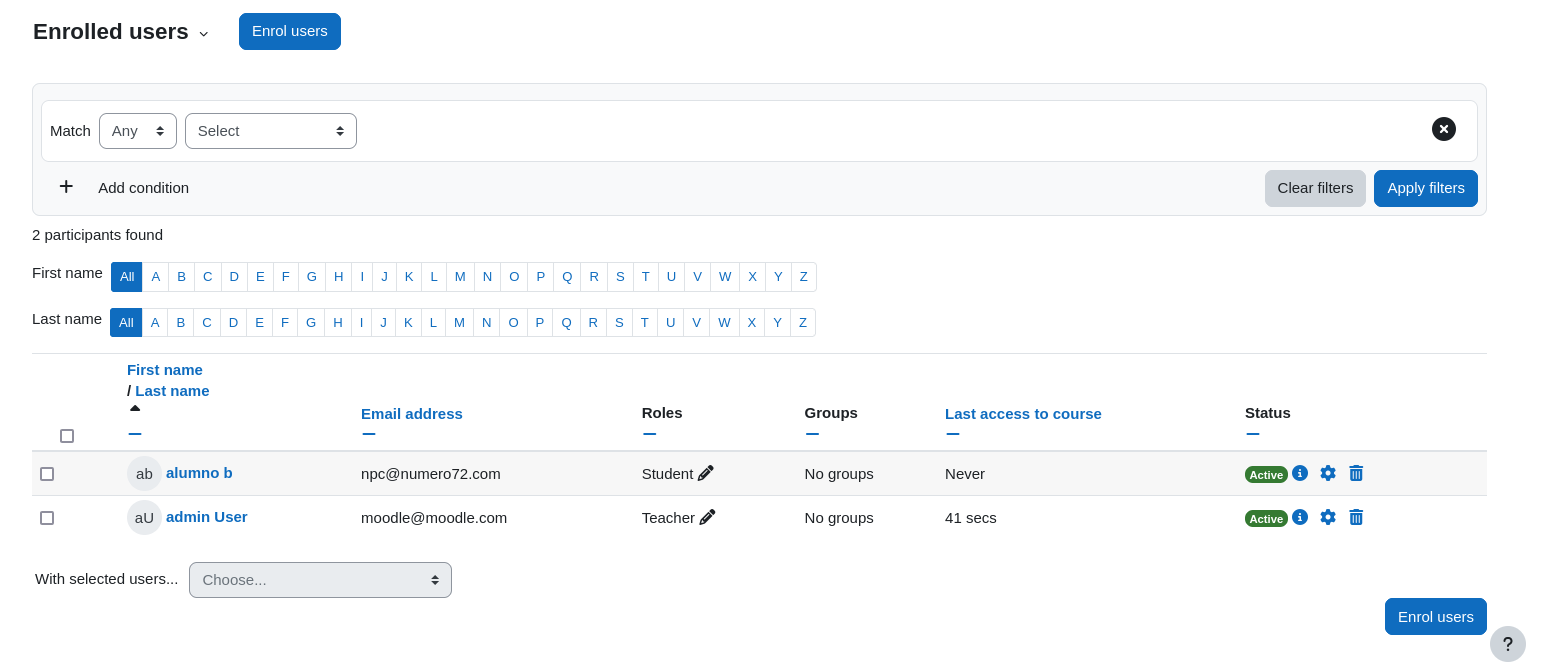 Enrolled users Enrol users
Match Any Select
Add condition Clear filters Apply filters
2 participants found
First name All A B C D E F G H I J K L M N O P Q R S T U V W X Y Z
Last name All A B C D E F G H I J K L M N O P Q R S T U V W X Y Z
First name
/ Last name
Email address Roles Groups Last access to course Status
ab alumno b npc@numero72.com Student No groups Never Active
aU admin User moodle@moodle.com Teacher No groups 41 secs Active
With selected users... Choose...
Enrol users
?